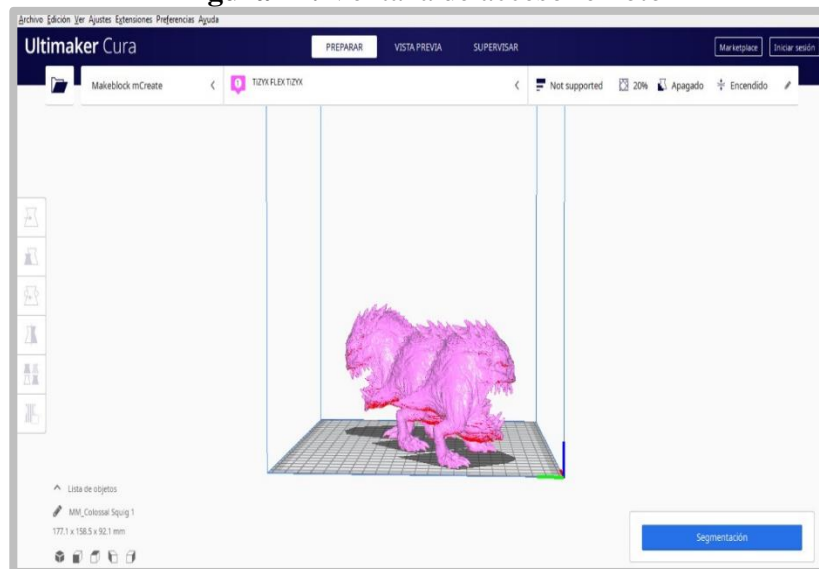 Archivo Edición Ver Ajustes Extensiones Preferencias Ayuda
Ultimaker Cura
PREPARAR VISTA PREVIA SUPERVISAR
Marketplace Iniciar sesión
Makeblock mCreate
TiZYX FLEX TiZYX
Not supported 20% Apagado Encendido
Lista de objetos
MM_Colossal Squig 1
177.1 x 158.5 x 92.1 mm
Segmentación